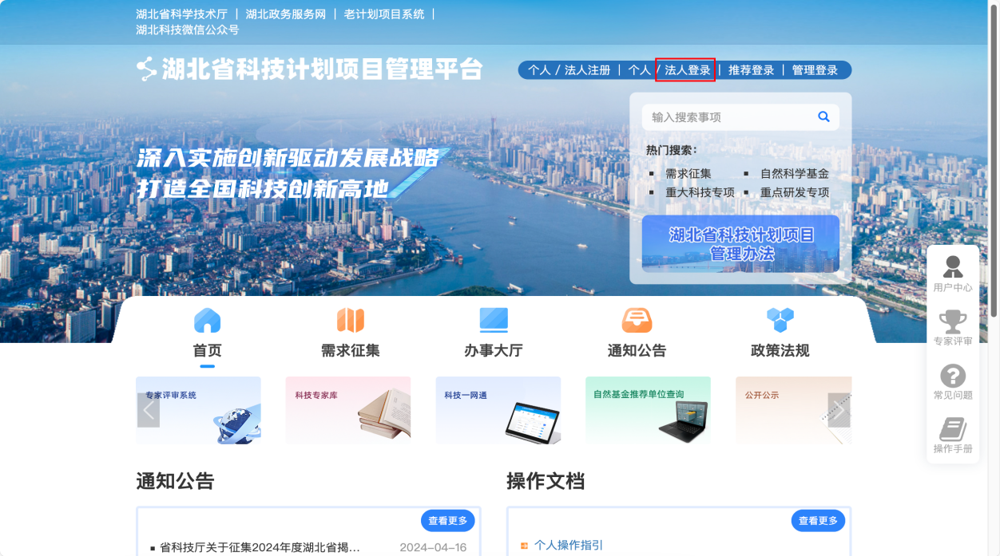 湖北省科学技术厅 | 湖北政务服务网 | 老计划项目系统 |
湖北科技微信公众号
湖北省科技计划项目管理平台
个人 / 法人注册 | 个人 / 法人登录 | 推荐登录 | 管理登录
输入搜索事项
深入实施创新驱动发展战略
打造全国科技创新高地
热门搜索：
需求征集
自然科学基金
重大科技专项
重点研发专项
湖北省科技计划项目
管理办法
用户中心
专家评审
常见问题
操作手册
首页
需求征集
办事大厅
通知公告
政策法规
专家评审系统
科技专家库
科技一网通
自然基金推荐单位查询
公开公示
通知公告
查看更多
省科技厅关于征集2024年度湖北省揭... 2024-04-16
操作文档
查看更多
个人操作指引